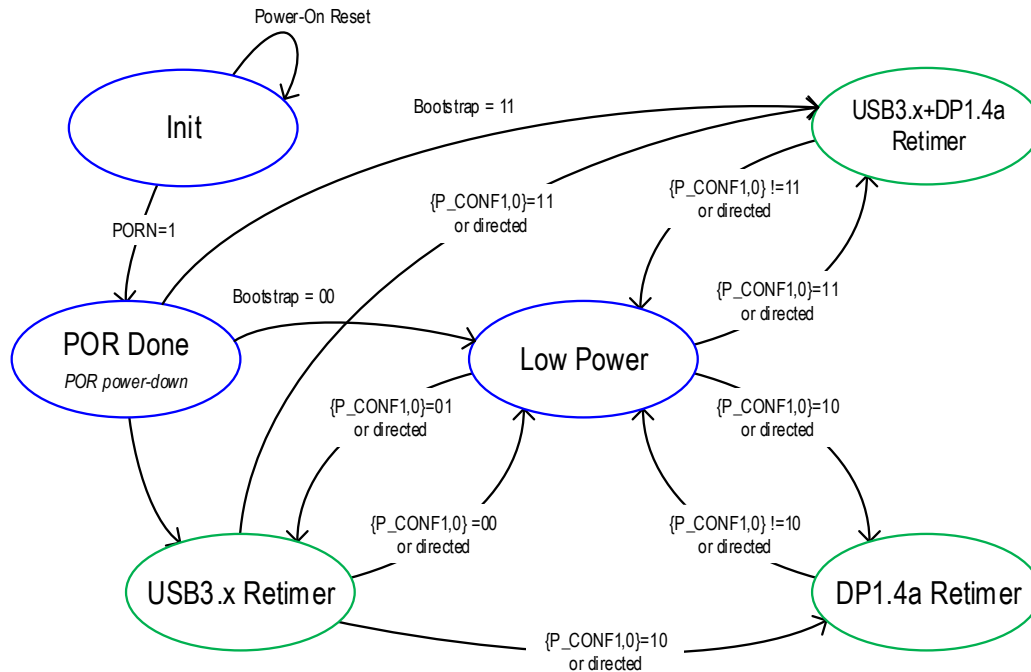 Power-On Reset
Init
Bootstrap = 11
USB3.x+DP1.4a
Retimer
{P_CONF1,0}=11
or directed
{P_CONF1,0} !=11
or directed
PORN=1
{P_CONF1,0}=11
or directed
Bootstrap = 00
POR Done
POR power-down
Low Power
{P_CONF1,0}=01
or directed
{P_CONF1,0}=10
or directed
{P_CONF1,0} =00
or directed
{P_CONF1,0} !=10
or directed
USB3.x Retimer
DP1.4a Retimer
{P_CONF1,0}=10
or directed